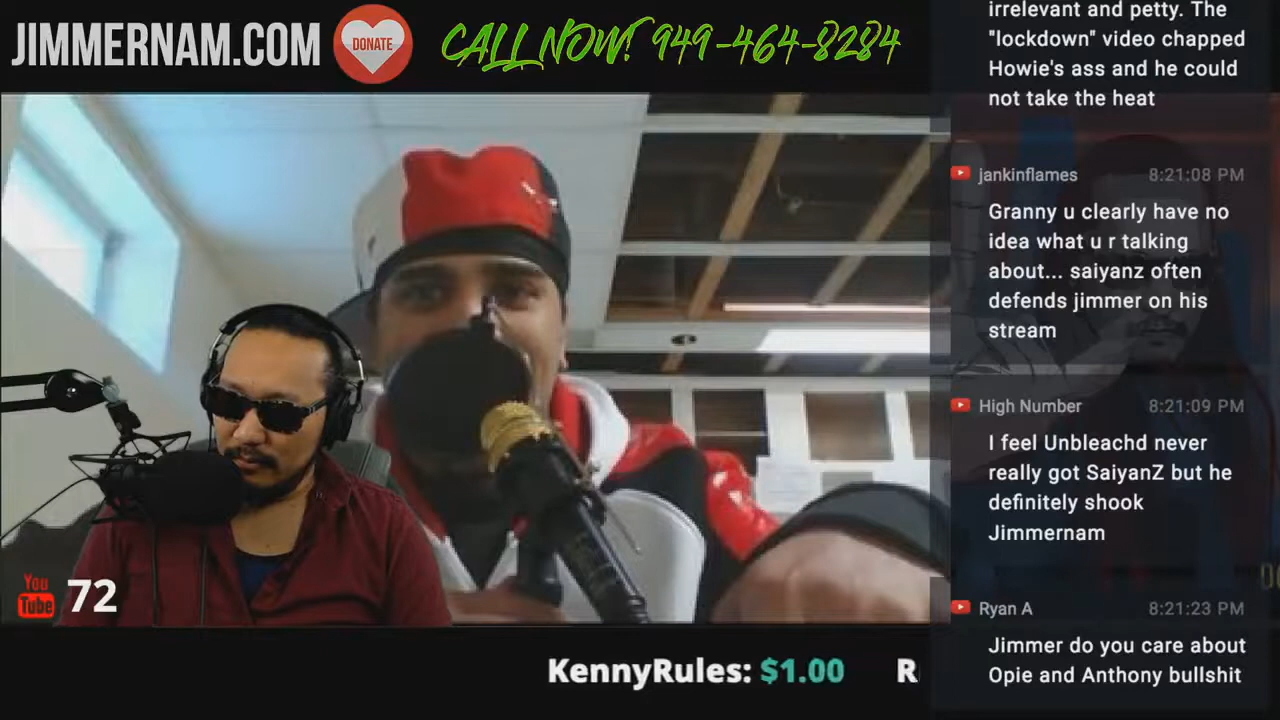 JIMMERNAM.COM
DONATE
CALL NOW! 949-464-8284
irrelevant and petty. The
"lockdown" video chapped
Howie's ass and he could
not take the heat
jankinflames 8:21:08 PM
Granny u clearly have no
idea what u r talking
about... saiyanz often
defends jimmer on his
stream
High Number 8:21:09 PM
I feel Unbleachd never
really got SaiyanZ but he
definitely shook
Jimmernam
Ryan A 8:21:23 PM
Jimmer do you care about
Opie and Anthony bullshit
You
Tube 72
KennyRules: $1.00 R